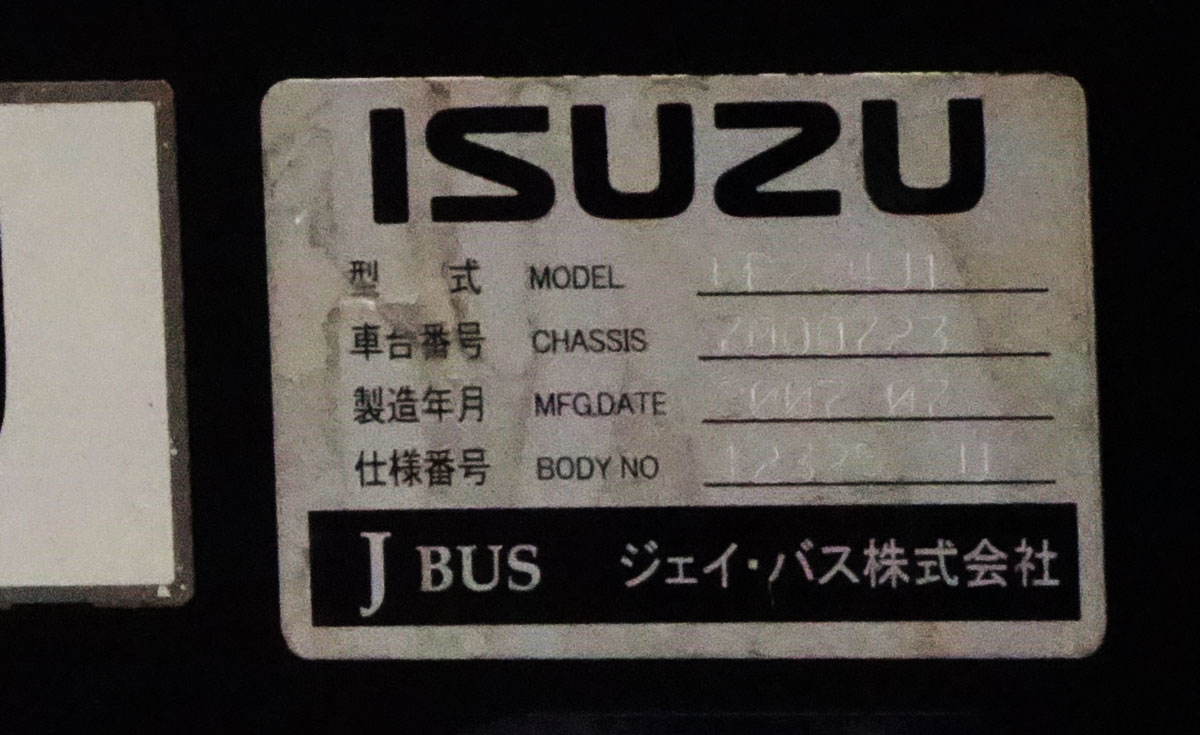 ISUZU
型 式 MODEL
車台番号 CHASSIS
製造年月 MFG.DATE
仕様番号 BODY NO
J BUS ジェイ・バス株式会社